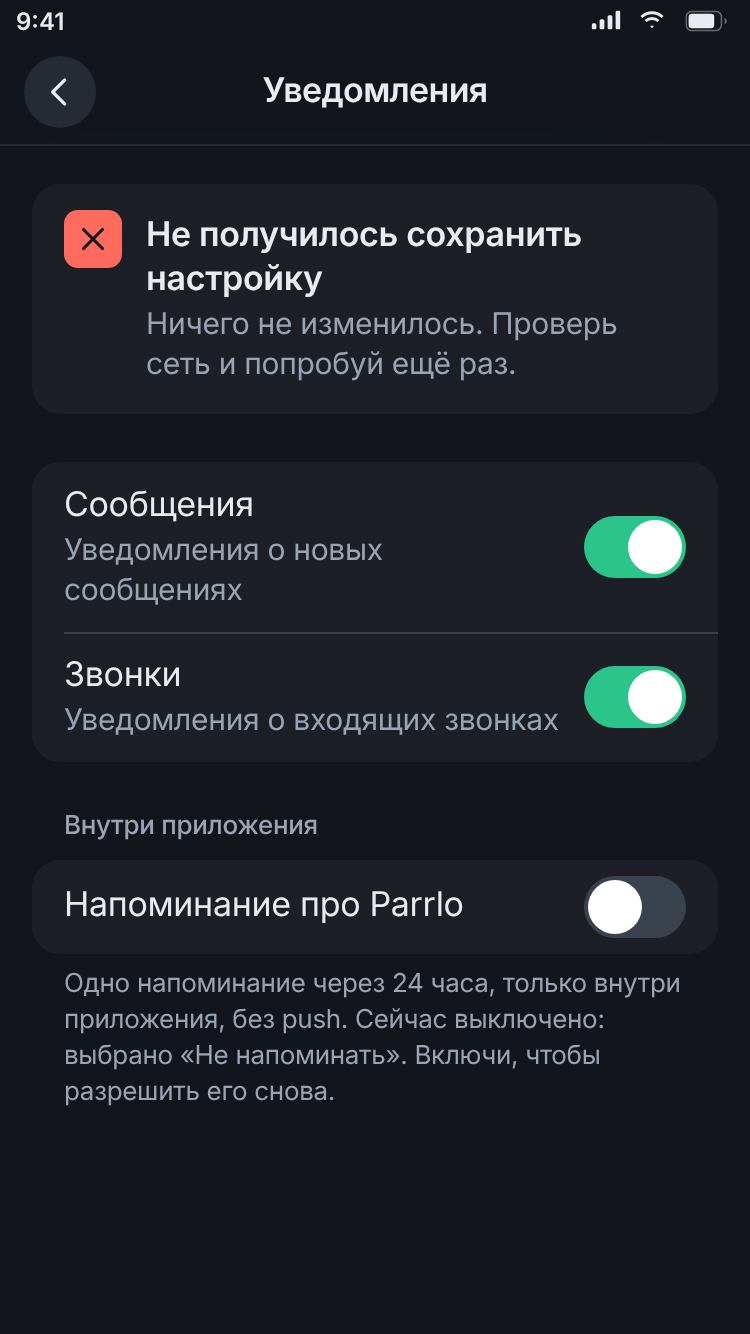 9:41
Уведомления
Не получилось сохранить
настройку
Ничего не изменилось. Проверь
сеть и попробуй ещё раз.
Сообщения
Уведомления о новых
сообщениях
Звонки
Уведомления о входящих звонках
Внутри приложения
Напоминание про Parrlo
Одно напоминание через 24 часа, только внутри
приложения, без push. Сейчас выключено:
выбрано «Не напоминать». Включи, чтобы
разрешить его снова.